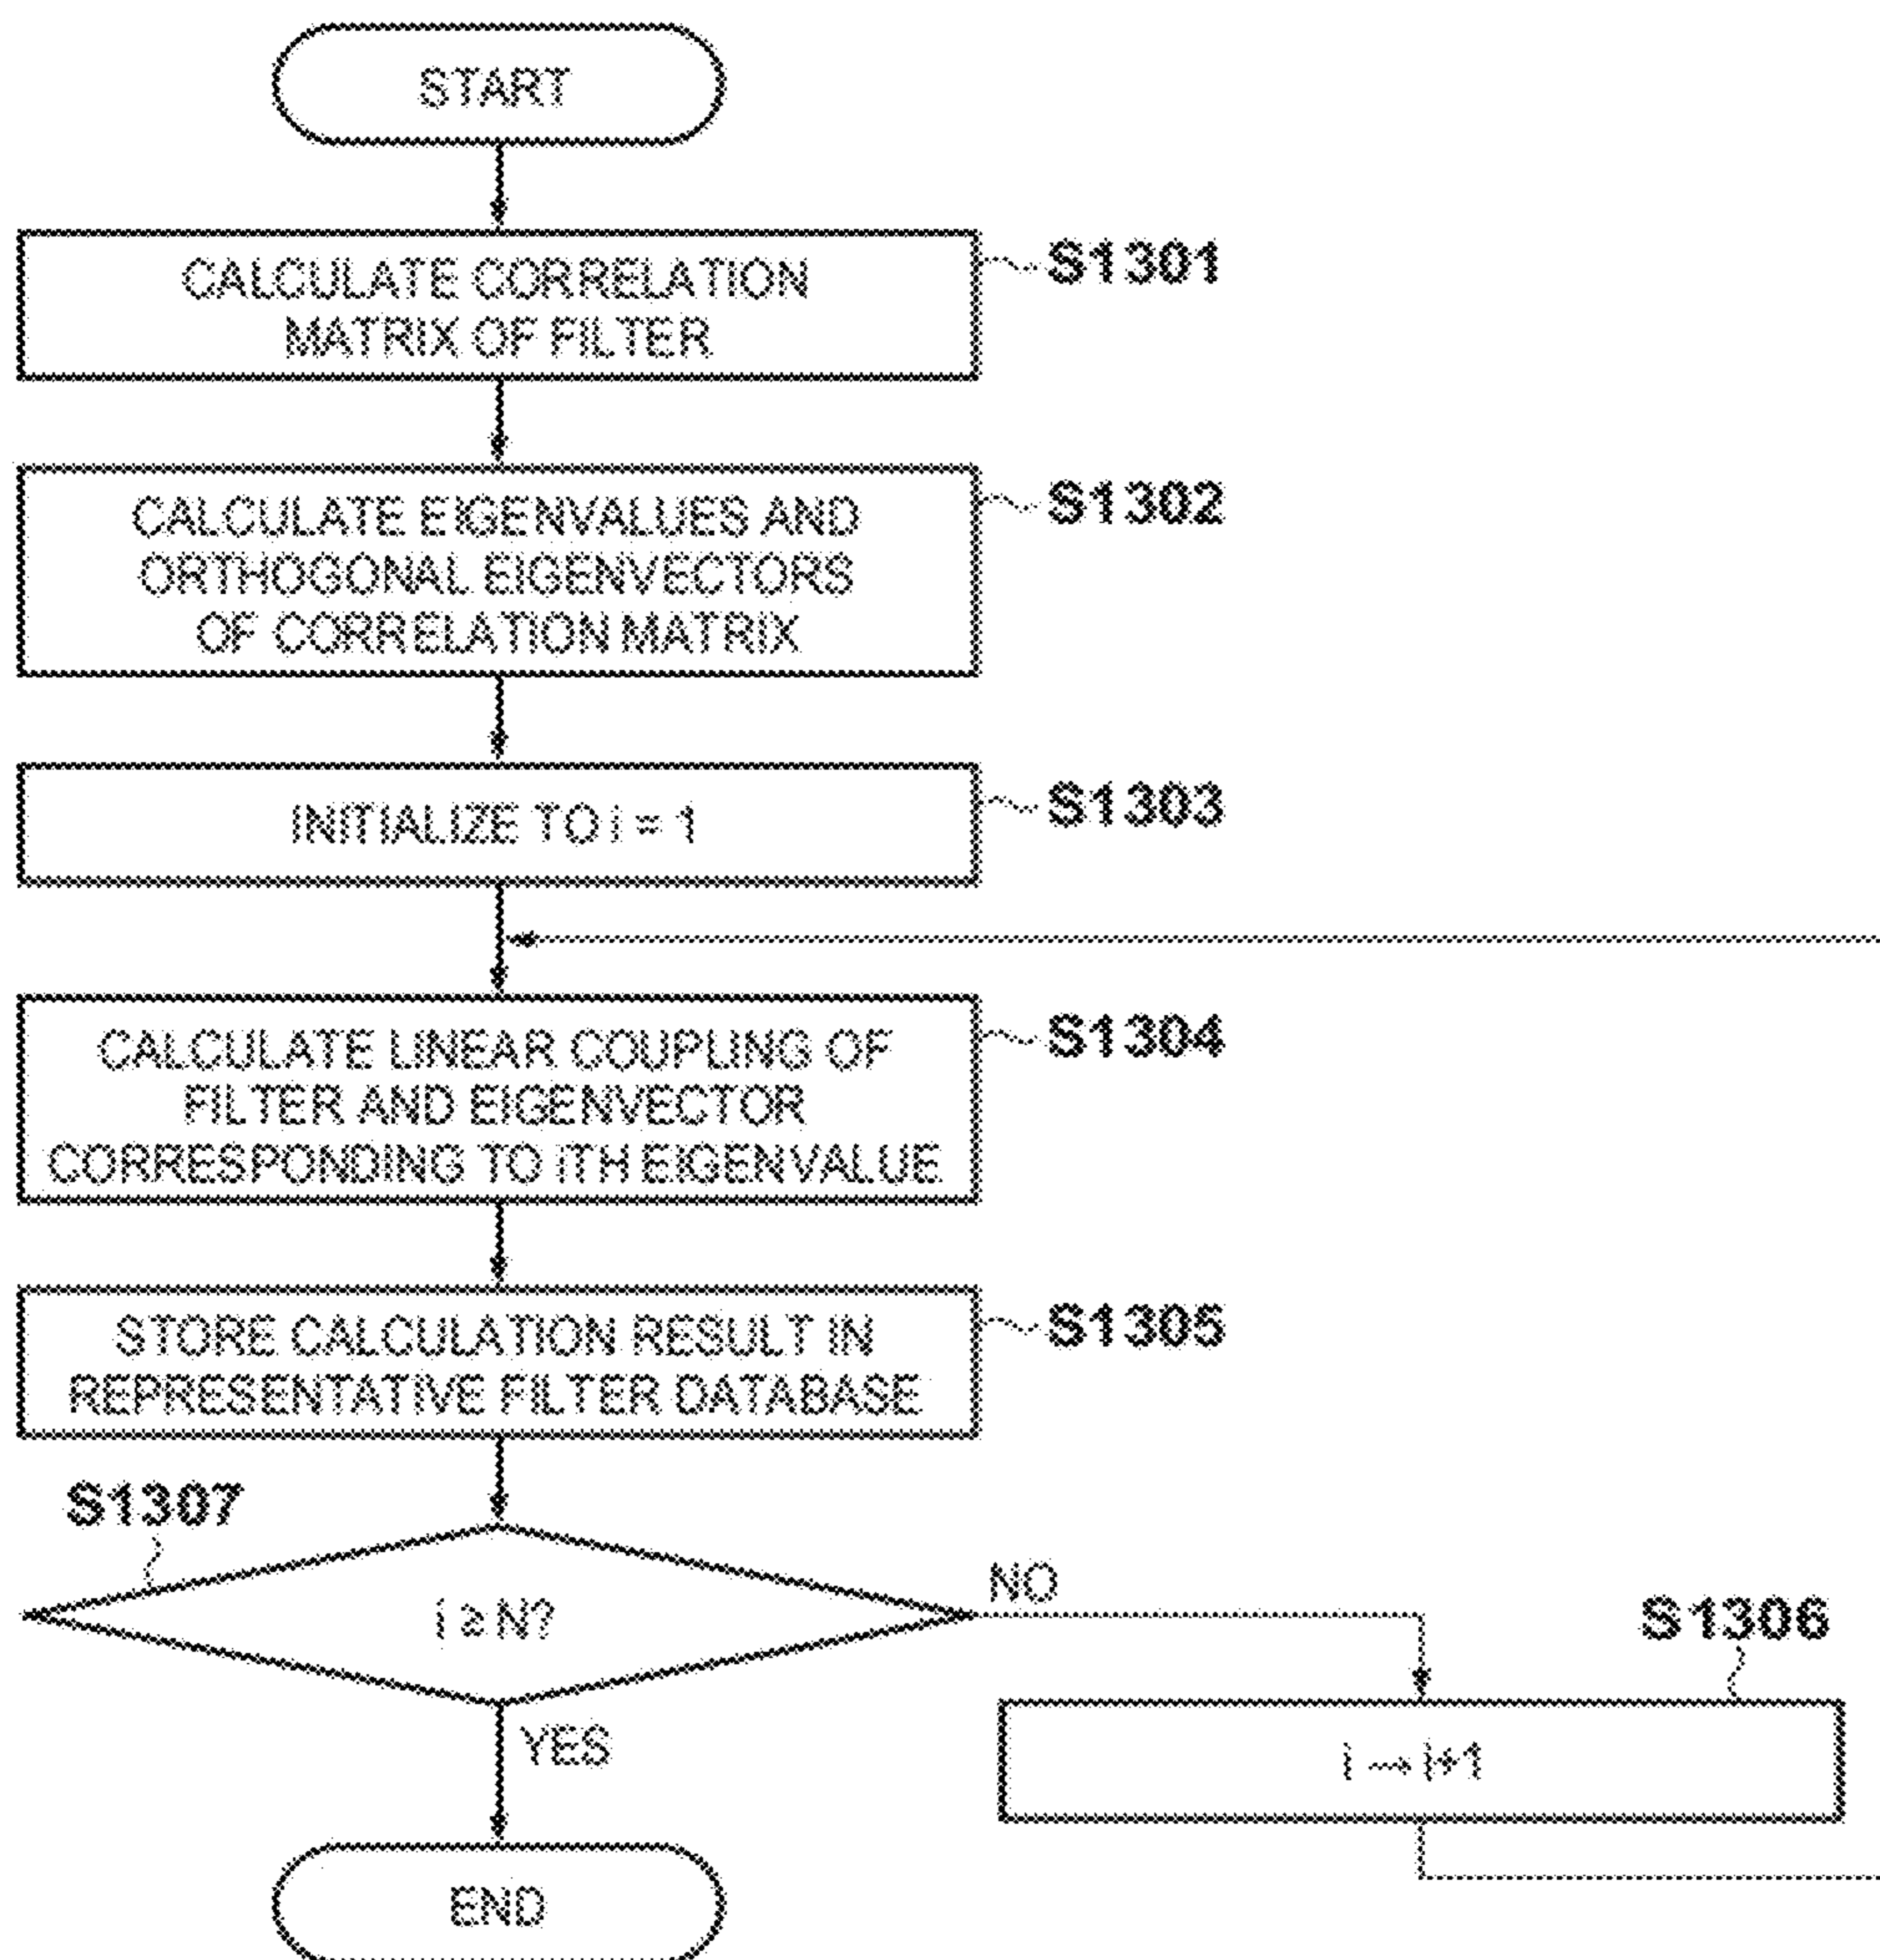 START
CALCULATE CORRELATION
MATRIX OF FILTER
S1301
CALCULATE EIGENVALUES AND
ORTHOGONAL EIGENVECTORS
OF CORRELATION MATRIX
S1302
INITIALIZE TO i = 1
S1303
CALCULATE LINEAR COUPLING OF
FILTER AND EIGENVECTOR
CORRESPONDING TO iTH EIGENVALUE
S1304
STORE CALCULATION RESULT IN
REPRESENTATIVE FILTER DATABASE
S1305
S1307
i ≥ N?
NO
YES
S1306
i → i+1
END